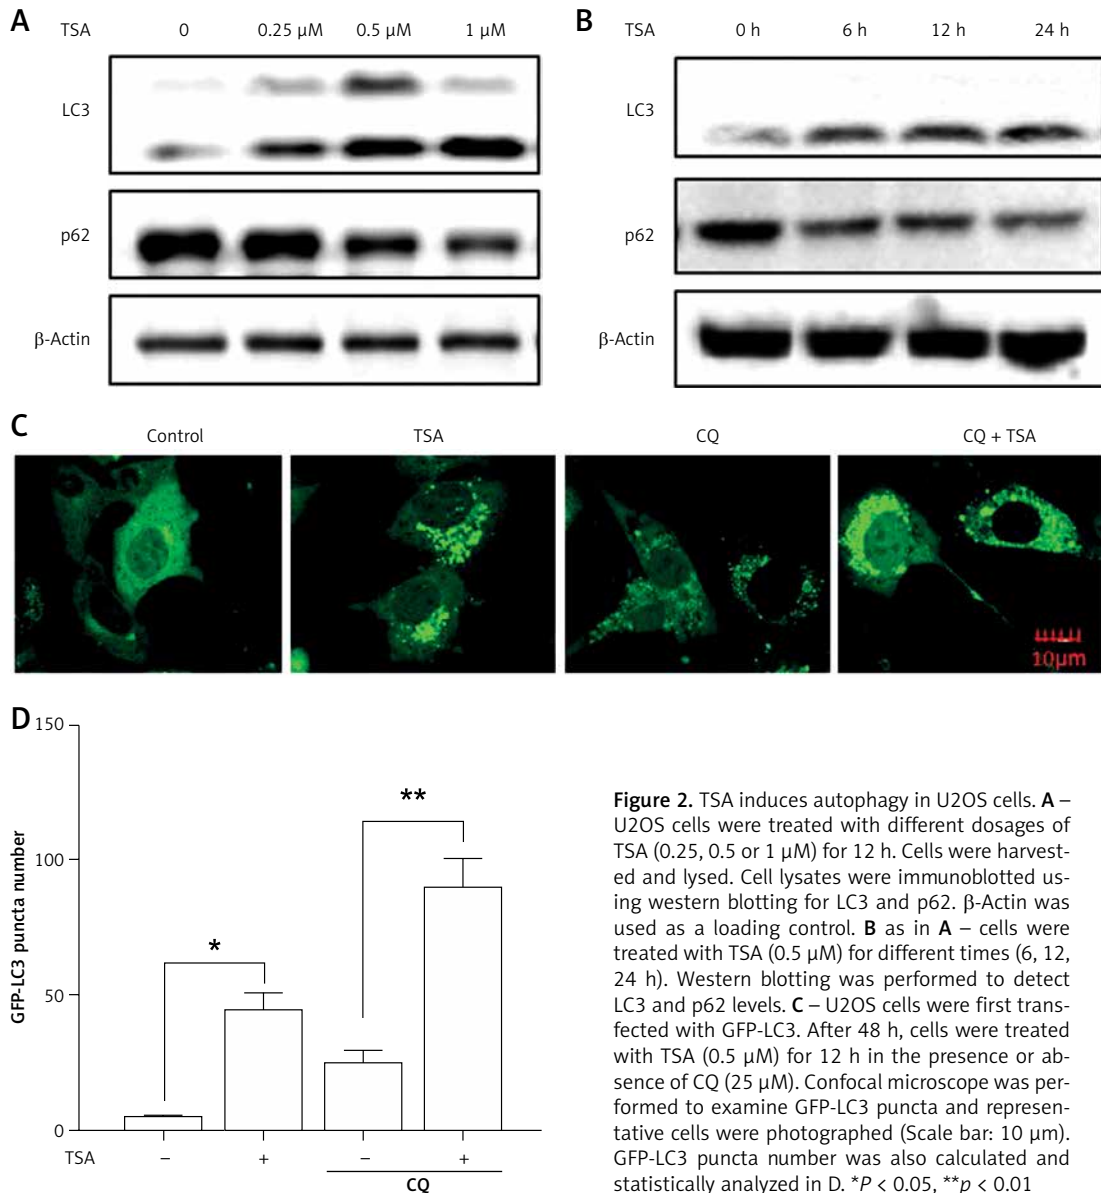 A
TSA 0 0.25 µM 0.5 µM 1 µM
LC3
p62
β-Actin
B
TSA 0 h 6 h 12 h 24 h
LC3
p62
β-Actin
C
Control TSA CQ CQ + TSA
10µm
D
GFP-LC3 puncta number
150
100
50
0
*
**
TSA – + – +
CQ
Figure 2. TSA induces autophagy in U2OS cells. A –
U2OS cells were treated with different dosages of
TSA (0.25, 0.5 or 1 µM) for 12 h. Cells were harvest-
ed and lysed. Cell lysates were immunoblotted us-
ing western blotting for LC3 and p62. β-Actin was
used as a loading control. B as in A – cells were
treated with TSA (0.5 µM) for different times (6, 12,
24 h). Western blotting was performed to detect
LC3 and p62 levels. C – U2OS cells were first trans-
fected with GFP-LC3. After 48 h, cells were treated
with TSA (0.5 µM) for 12 h in the presence or ab-
sence of CQ (25 µM). Confocal microscope was per-
formed to examine GFP-LC3 puncta and represen-
tative cells were photographed (Scale bar: 10 µm).
GFP-LC3 puncta number was also calculated and
statistically analyzed in D. *P < 0.05, **p < 0.01